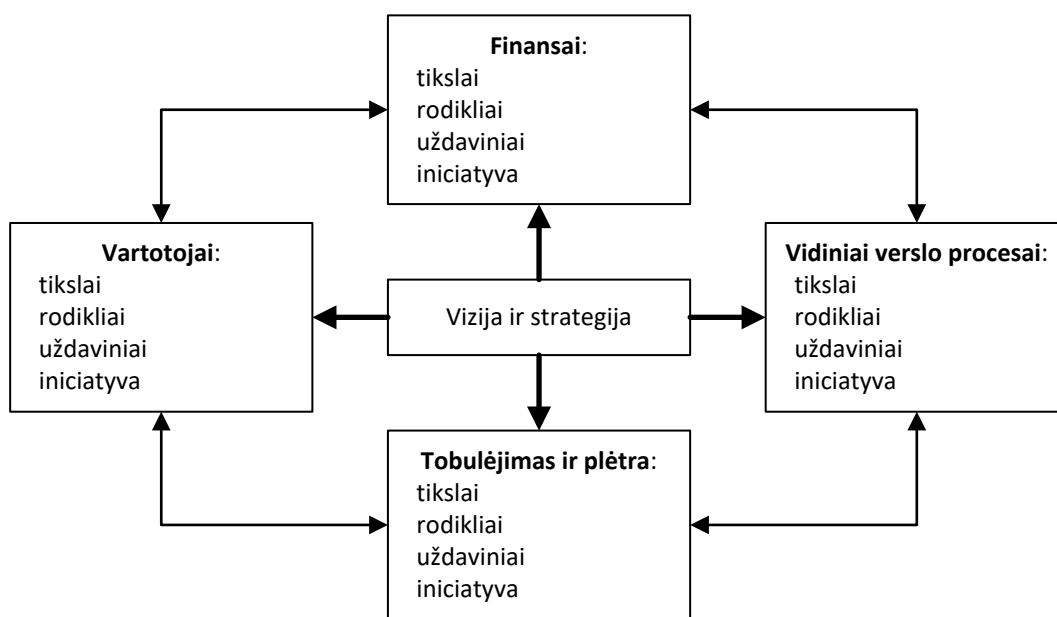 Finansai:
tikslai
rodikliai
uždaviniai
iniciatyva
Vartotojai:
tikslai
rodikliai
uždaviniai
iniciatyva
Vizija ir strategija
Vidiniai verslo procesai:
tikslai
rodikliai
uždaviniai
iniciatyva
Tobulėjimas ir plėtra:
tikslai
rodikliai
uždaviniai
iniciatyva